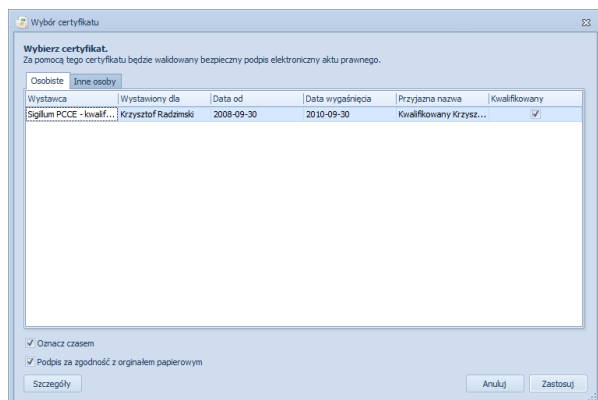 Wybór certyfikatu
Wybierz certyfikat.
Za pomocą tego certyfikatu będzie walidowany bezpieczny podpis elektroniczny aktu prawnego.
Osobiste Inne osoby
Wystawca Wystawiony dla Data od Data wygaśnięcia Przyjazna nazwa Kwalifikowany
Sigillum PCCE - kwalif... Krzysztof Radzimski 2008-09-30 2010-09-30 Kwalifikowany Krzysz...
Oznacz czasem
Podpis za zgodność z orginałem papierowym
Szczegóły Anuluj Zastosuj